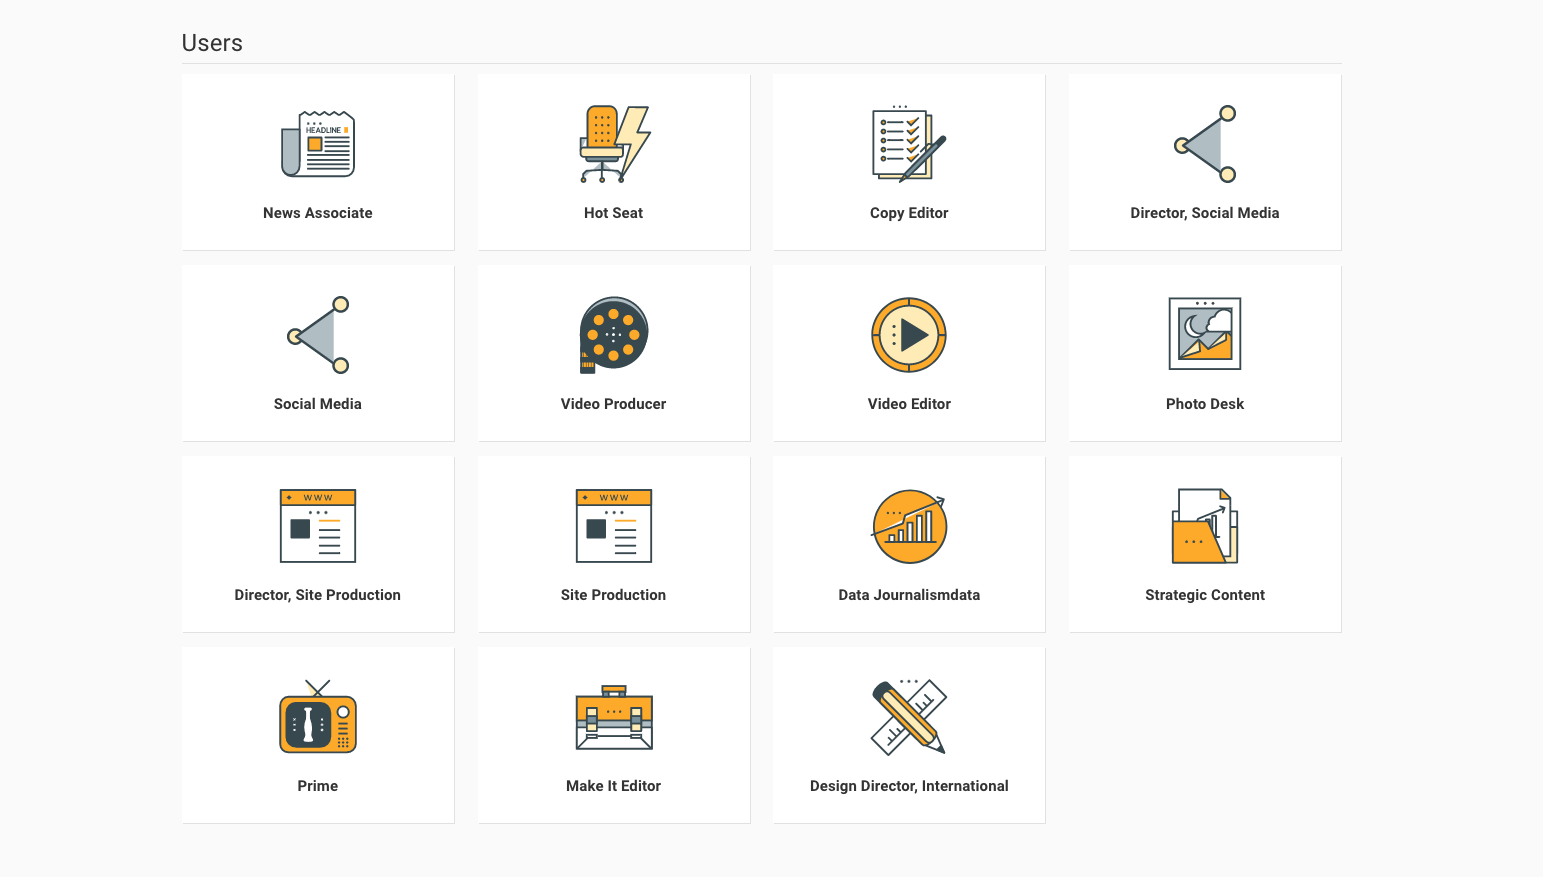 Users
HEADLINE
News Associate
Hot Seat
Copy Editor
Director, Social Media
Social Media
Video Producer
Video Editor
Photo Desk
WWW
Director, Site Production
WWW
Site Production
Data Journalismdata
Strategic Content
Prime
Make It Editor
Design Director, International